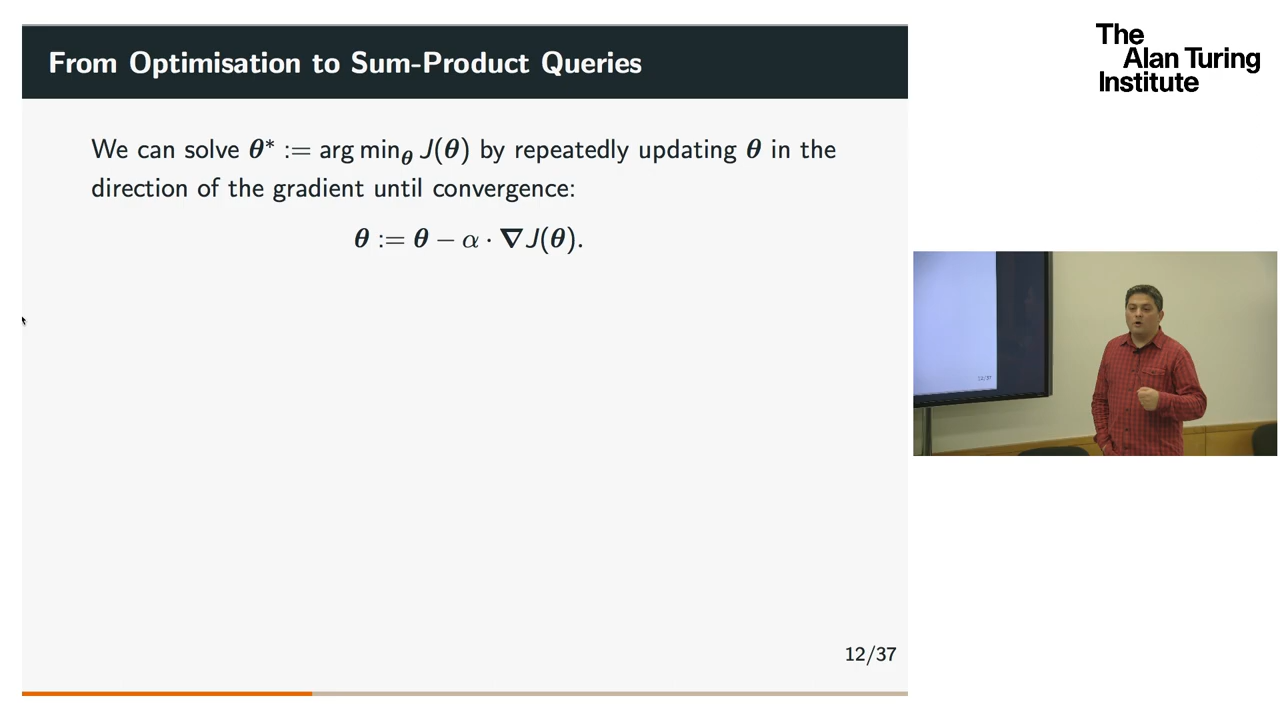 From Optimisation to Sum-Product Queries
The
Alan Turing
Institute
We can solve θ* := arg min_θ J(θ) by repeatedly updating θ in the
direction of the gradient until convergence:
θ := θ − α · ∇J(θ).
12/37